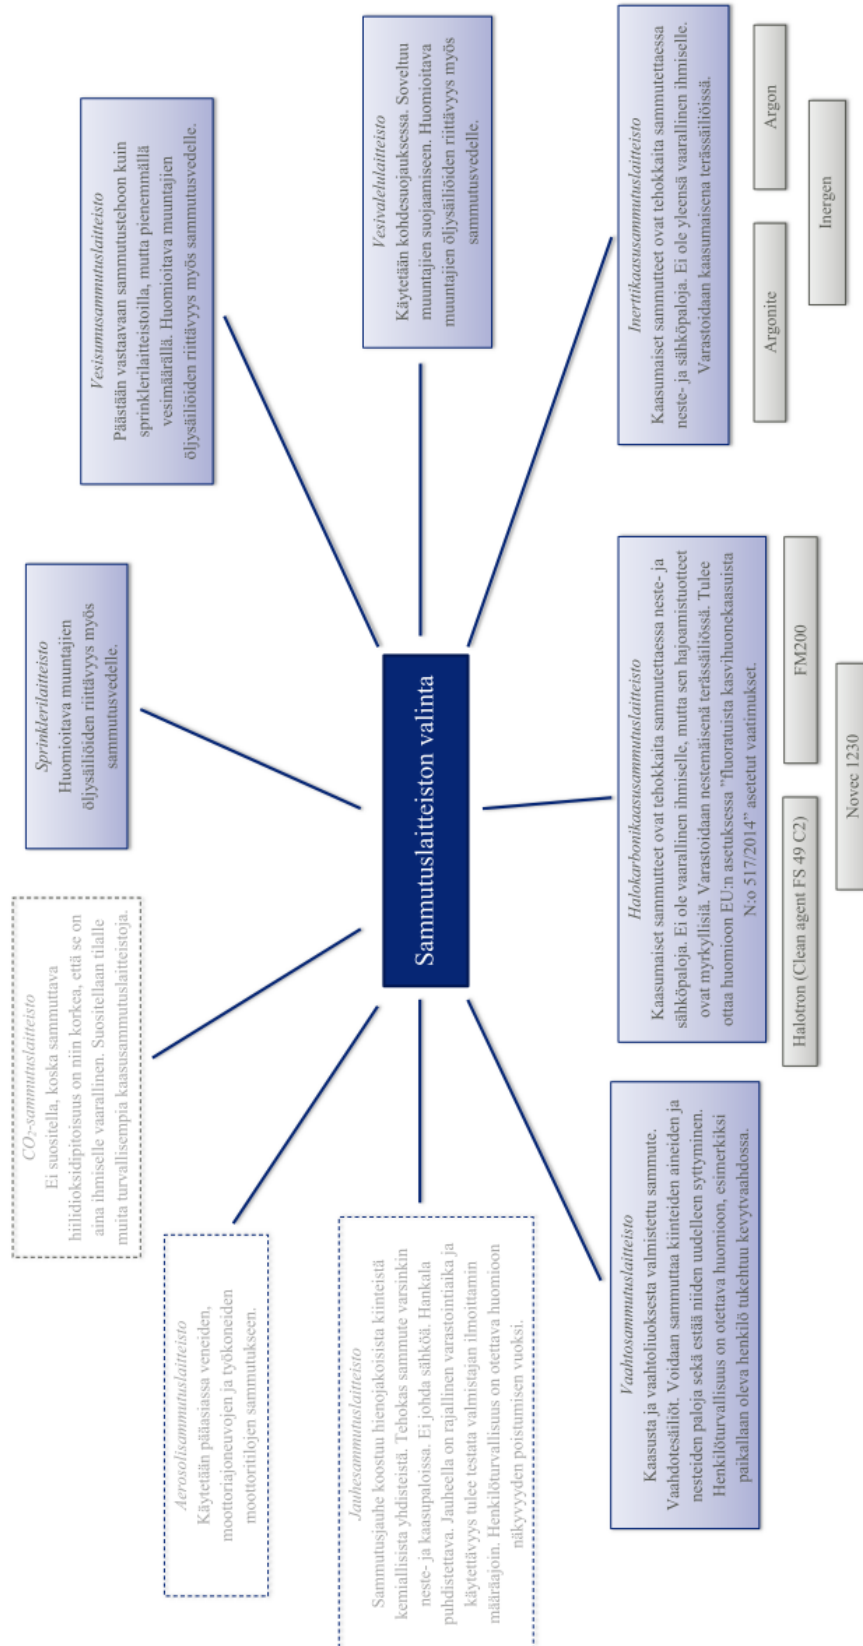 CO₂-sammutuslaitteisto
Ei suositella, koska sammuttava
hiilidioksidipitoisuus on niin korkea, että se on
aina ihmiselle vaarallinen. Suositellaan tilalle
muita turvallisempia kaasusammutuslaitteistoja.
Sprinklerilaitteisto
Huomioitava muuntajien
öljysäiliöiden riittävyys myös
sammutusvedelle.
Vesisumusammutuslaitteisto
Päästään vastaavaan sammutustehoon kuin
sprinklerilaitteistoilla, mutta pienemmällä
vesimäärällä. Huomioitava muuntajien
öljysäiliöiden riittävyys myös sammutusvedelle.
Aerosolisammutuslaitteisto
Käytetään pääasiassa veneiden,
moottoriajoneuvojen ja työkoneiden
moottoritilojen sammutukseen.
Jauhesammutuslaitteisto
Sammutusjauhe koostuu hienojakoisista kiinteistä
kemiallisista yhdisteistä. Tehokas sammute varsinkin
neste- ja kaasupaloissa. Ei johda sähköä. Hankala
puhdistettava. Jauheella on rajallinen varastointiaika ja
käytettävyys tulee testata valmistajan ilmoittamin
määräajoin. Henkilöturvallisuus on otettava huomioon
näkyvyyden poistumisen vuoksi.
Sammutuslaitteiston valinta
Vesivalelulaitteisto
Käytetään kohdesuojauksessa. Soveltuu
muuntajien suojaamiseen. Huomioitava
muuntajien öljysäiliöiden riittävyys myös
sammutusvedelle.
Vaahtosammutuslaitteisto
Kaasusta ja vaahtoliuoksesta valmistettu sammute.
Vaahdotesäiliöt. Voidaan sammuttaa kiinteiden aineiden ja
nesteiden paloja sekä estää niiden uudelleen syttyminen.
Henkilöturvallisuus on otettava huomioon, esimerkiksi
paikallaan oleva henkilö tukehtuu kevytvaahdossa.
Halokarbonikaasusammutuslaitteisto
Kaasumaiset sammutteet ovat tehokkaita sammutettaessa neste- ja
sähköpaloja. Ei ole vaarallinen ihmiselle, mutta sen hajoamistuotteet
ovat myrkyllisiä. Varastoidaan nestemäisenä terässäiliössä. Tulee
ottaa huomioon EU:n asetuksessa "fluoratuista kasvihuonekaasuista
N:o 517/2014" asetetut vaatimukset.
Halotron (Clean agent FS 49 C2)
FM200
Novec 1230
Inerttikaasusammutuslaitteisto
Kaasumaiset sammutteet ovat tehokkaita sammutettaessa
neste- ja sähköpaloja. Ei ole yleensä vaarallinen ihmiselle.
Varastoidaan kaasumaisena terässäiliöissä.
Argonite
Argon
Inergen